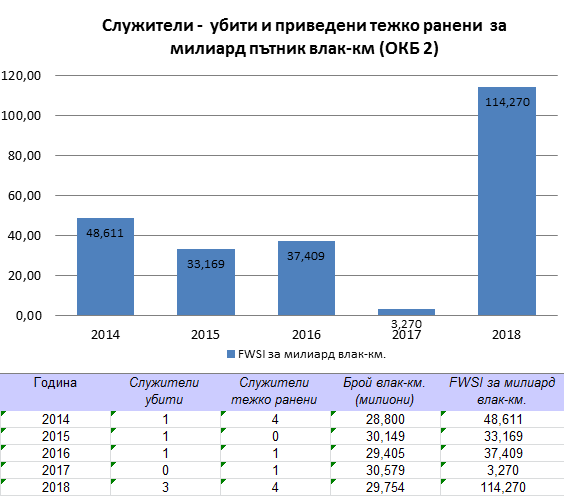 Служители - убити и приведени тежко ранени за
милиард пътник влак-км (ОКБ 2)
120,00
100,00
80,00
60,00
40,00
20,00
0,00
48,611
33,169
37,409
3,270
114,270
2014 2015 2016 2017 2018
FWSI за милиард влак-км.
Година Служители убити Служители тежко ранени Брой влак-км. (милиони) FWSI за милиард влак-км.
2014 1 4 28,800 48,611
2015 1 0 30,149 33,169
2016 1 1 29,405 37,409
2017 0 1 30,579 3,270
2018 3 4 29,754 114,270